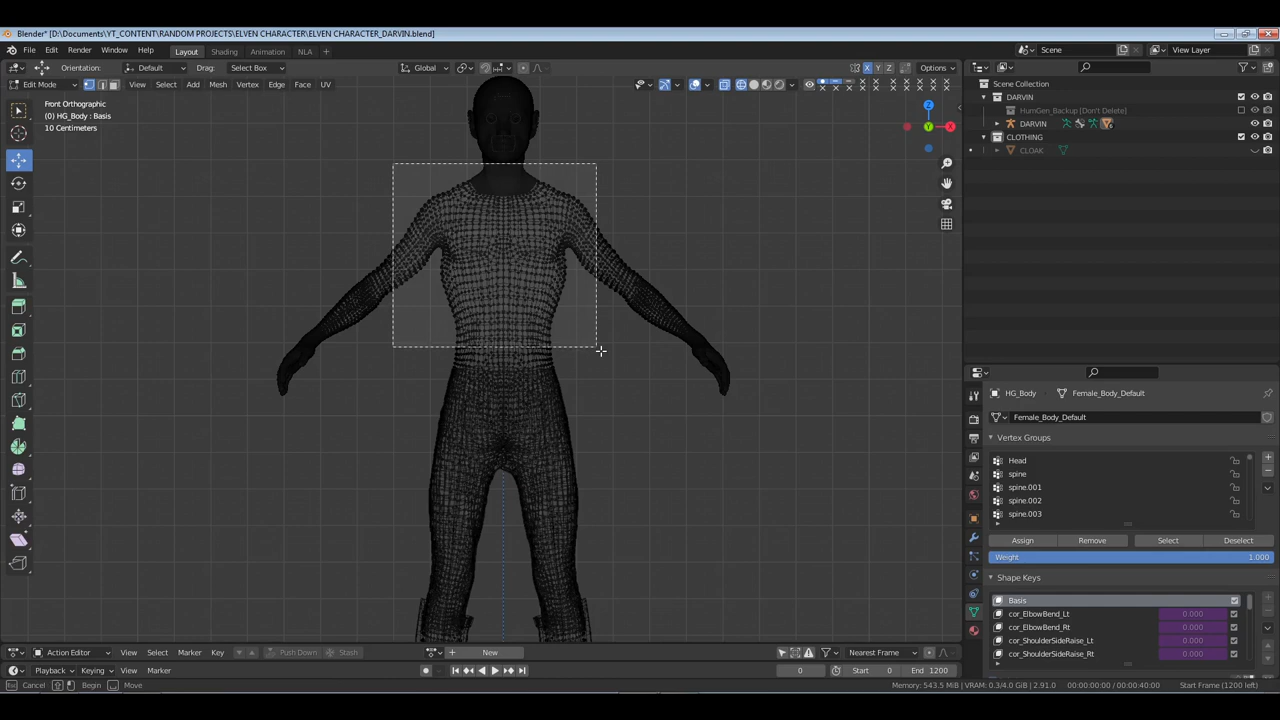 Blender* [D:\Documents\YT_CONTENT\RANDOM PROJECTS\ELVEN CHARACTER\ELVEN CHARACTER_DARVIN.blend]
File Edit Render Window Help Layout Shading Animation NLA Scene View Layer
Orientation: Default Drag: Select Box Global X Y Z Options
Edit Mode View Select Add Mesh Vertex Edge Face UV
Scene Collection
DARVIN
HumGen_Backup [Don't Delete]
DARVIN
CLOTHING
CLOAK
Front Orthographic
(0) HG_Body : Basis
10 Centimeters
Z
Y
X
HG_Body Female_Body_Default
Female_Body_Default
Vertex Groups
Head
spine
spine.001
spine.002
spine.003
Assign Remove Select Deselect
Weight 1.000
Shape Keys
Basis
cor_ElbowBend_Lt 0.000
cor_ElbowBend_Rt 0.000
cor_ShoulderSideRaise_Lt 0.000
cor_ShoulderSideRaise_Rt 0.000
Action Editor View Select Marker Key Push Down Stash New Nearest Frame
Playback Keying View Marker 0 Start 0 End 1200
Cancel Begin Move Memory: 543.5 MiB | VRAM: 0.3/4.0 GiB | 2.91.0 00:00:00:00 / 00:00:40:00 Start Frame (1200 left)